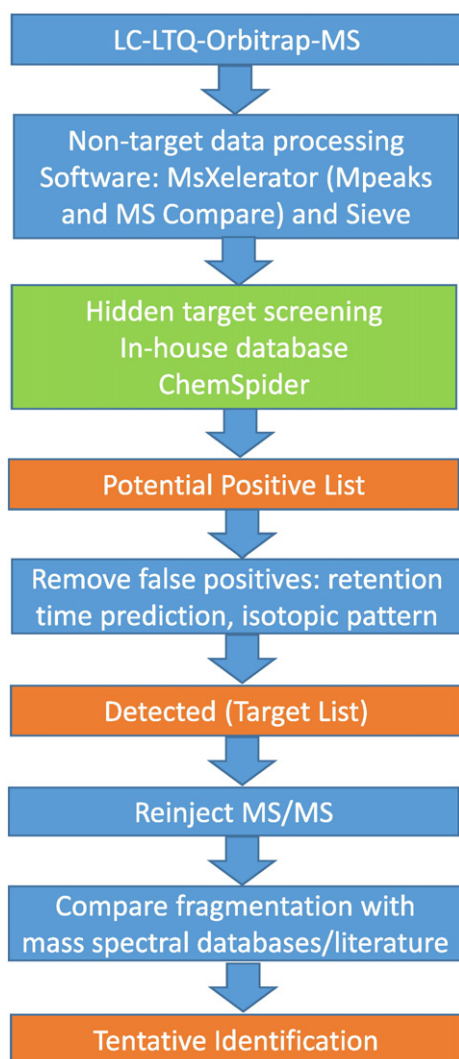 LC-LTQ-Orbitrap-MS
Non-target data processing
Software: MsXelerator (Mpeaks
and MS Compare) and Sieve
Hidden target screening
In-house database
ChemSpider
Potential Positive List
Remove false positives: retention
time prediction, isotopic pattern
Detected (Target List)
Reinject MS/MS
Compare fragmentation with
mass spectral databases/literature
Tentative Identification